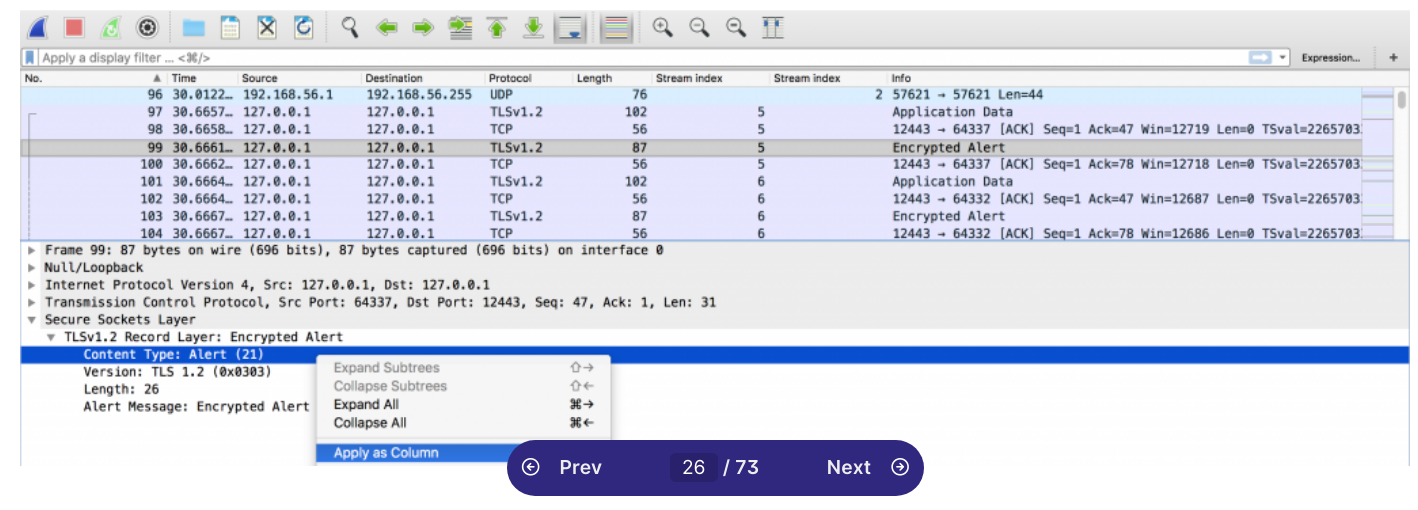 Apply a display filter ... <⌘/> Expression... +
No. Time Source Destination Protocol Length Stream index Stream index Info
96 30.0122… 192.168.56.1 192.168.56.255 UDP 76 2 57621 → 57621 Len=44
97 30.6657… 127.0.0.1 127.0.0.1 TLSv1.2 102 5 Application Data
98 30.6658… 127.0.0.1 127.0.0.1 TCP 56 5 12443 → 64337 [ACK] Seq=1 Ack=47 Win=12719 Len=0 TSval=2265703
99 30.6661… 127.0.0.1 127.0.0.1 TLSv1.2 87 5 Encrypted Alert
100 30.6662… 127.0.0.1 127.0.0.1 TCP 56 5 12443 → 64337 [ACK] Seq=1 Ack=78 Win=12718 Len=0 TSval=2265703
101 30.6664… 127.0.0.1 127.0.0.1 TLSv1.2 102 6 Application Data
102 30.6664… 127.0.0.1 127.0.0.1 TCP 56 6 12443 → 64332 [ACK] Seq=1 Ack=47 Win=12687 Len=0 TSval=2265703
103 30.6667… 127.0.0.1 127.0.0.1 TLSv1.2 87 6 Encrypted Alert
104 30.6667… 127.0.0.1 127.0.0.1 TCP 56 6 12443 → 64332 [ACK] Seq=1 Ack=78 Win=12686 Len=0 TSval=2265703
Frame 99: 87 bytes on wire (696 bits), 87 bytes captured (696 bits) on interface 0
Null/Loopback
Internet Protocol Version 4, Src: 127.0.0.1, Dst: 127.0.0.1
Transmission Control Protocol, Src Port: 64337, Dst Port: 12443, Seq: 47, Ack: 1, Len: 31
Secure Sockets Layer
TLSv1.2 Record Layer: Encrypted Alert
Content Type: Alert (21)
Version: TLS 1.2 (0x0303)
Length: 26
Alert Message: Encrypted Alert
Expand Subtrees ⇧→
Collapse Subtrees ⇧←
Expand All ⌘→
Collapse All ⌘←
Apply as Column
Prev 26 / 73 Next